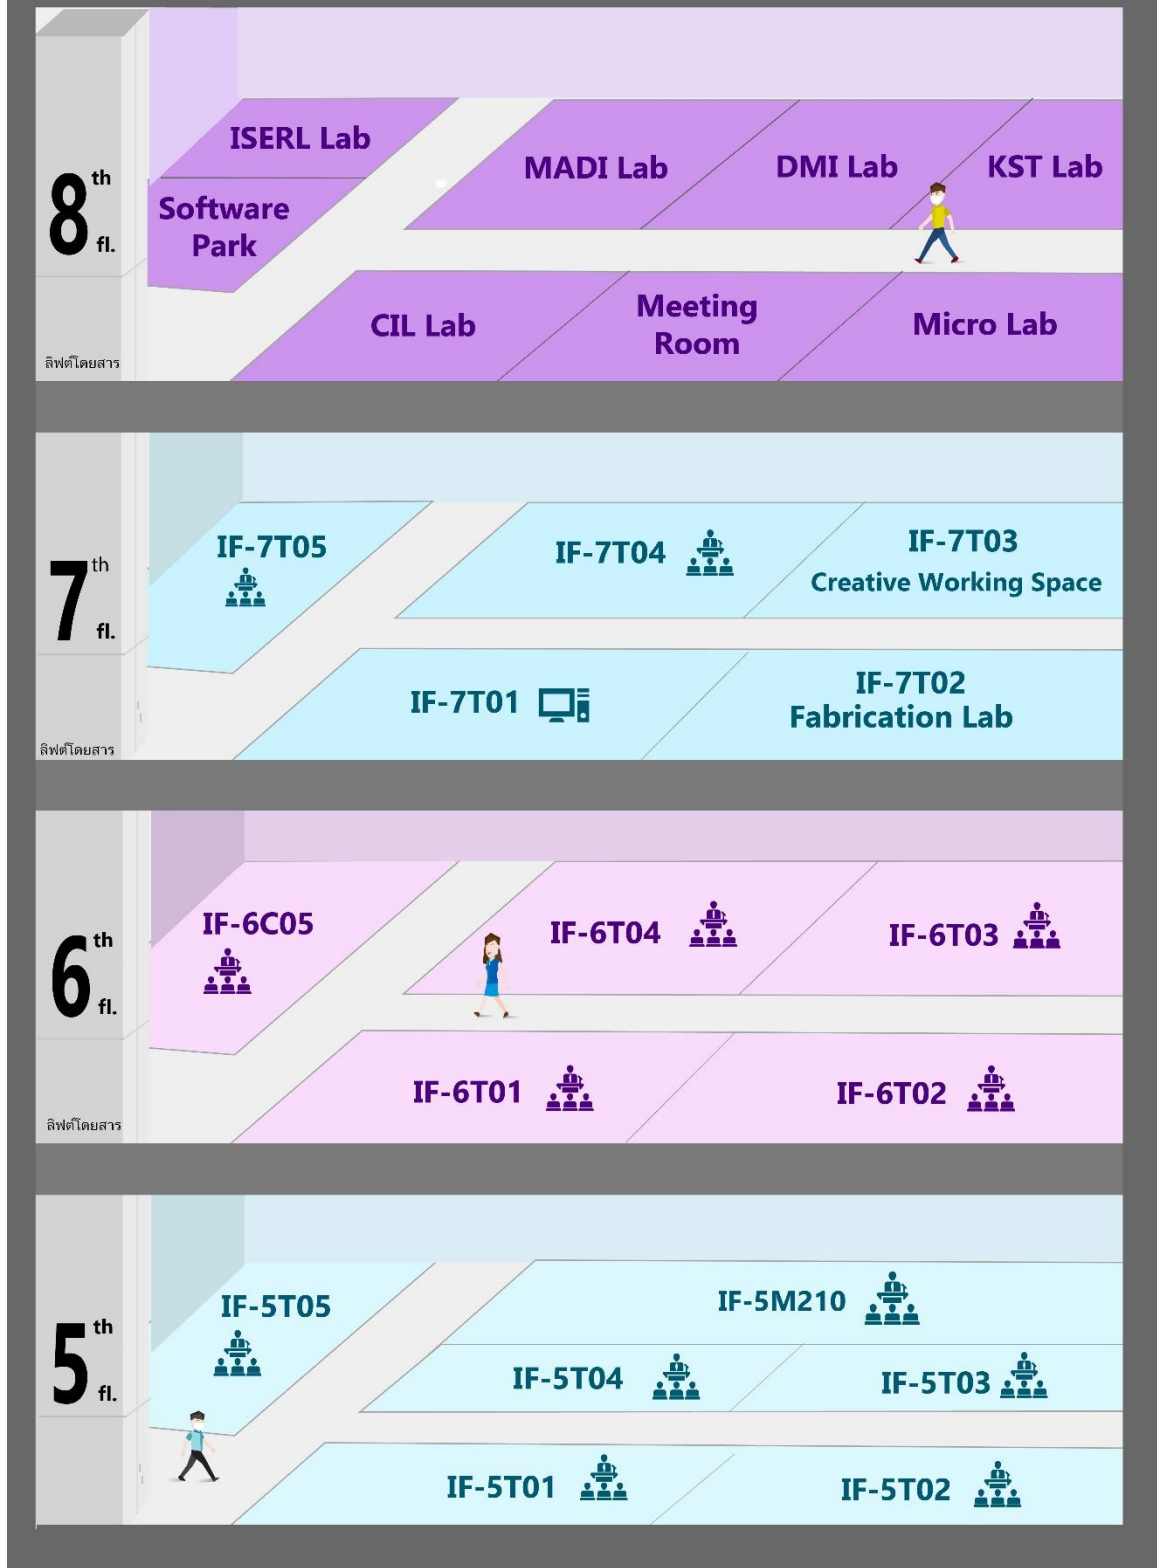 8th fl.
ISERL Lab
Software
Park
MADI Lab
DMI Lab
KST Lab
CIL Lab
Meeting
Room
Micro Lab
ลิฟต์โดยสาร
7th fl.
IF-7T05
IF-7T04
IF-7T03
Creative Working Space
IF-7T01
IF-7T02
Fabrication Lab
ลิฟต์โดยสาร
6th fl.
IF-6C05
IF-6T04
IF-6T03
IF-6T01
IF-6T02
ลิฟต์โดยสาร
5th fl.
IF-5T05
IF-5M210
IF-5T04
IF-5T03
IF-5T01
IF-5T02